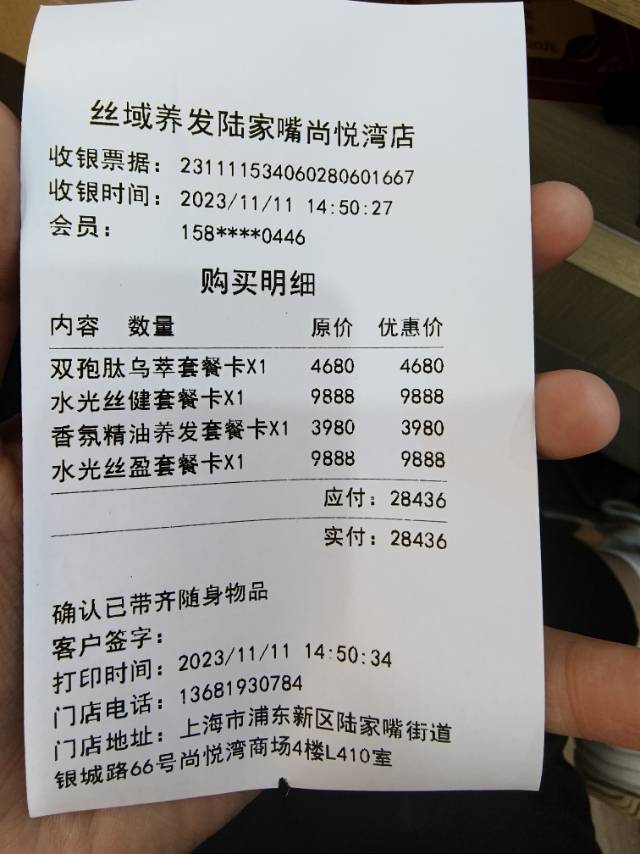 丝域养发陆家嘴尚悦湾店
收银票据：231111534060280601667
收银时间：2023/11/11 14:50:27
会员：158****0446
购买明细
内容 数量 原价 优惠价
双孢肽乌萃套餐卡X1 4680 4680
水光丝健套餐卡X1 9888 9888
香氛精油养发套餐卡X1 3980 3980
水光丝盈套餐卡X1 9888 9888
应付：28436
实付：28436
确认已带齐随身物品
客户签字：
打印时间：2023/11/11 14:50:34
门店电话：13681930784
门店地址：上海市浦东新区陆家嘴街道
银城路66号尚悦湾商场4楼L410室